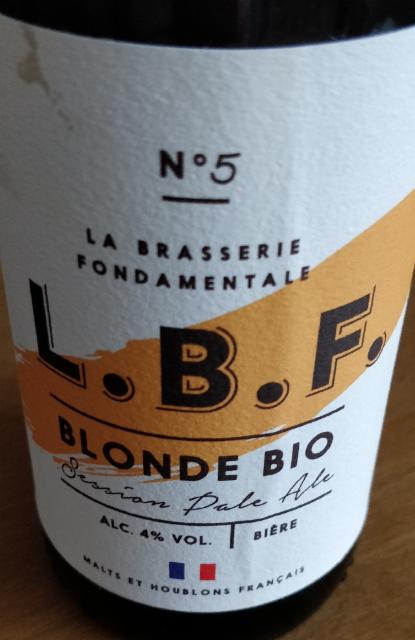 N°5
LA BRASSERIE
FONDAMENTALE
L.B.F.
BLONDE BIO
Session Pale Ale
ALC. 4% VOL. | BIÈRE
MALTS ET HOUBLONS FRANÇAIS